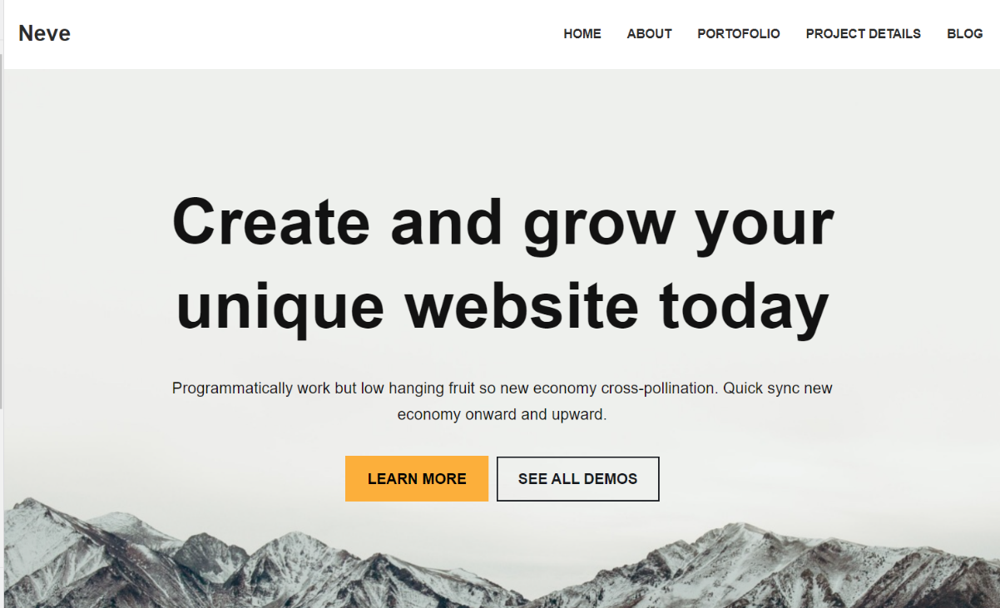 Neve
HOME ABOUT PORTOFOLIO PROJECT DETAILS BLOG
Create and grow your
unique website today
Programmatically work but low hanging fruit so new economy cross-pollination. Quick sync new
economy onward and upward.
LEARN MORE SEE ALL DEMOS